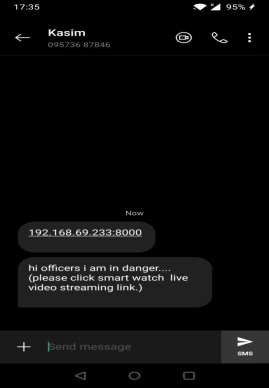 17:35
95%
Kasim
095736 87846
Now
192.168.69.233:8000
hi officers i am in danger....
(please click smart watch live
video streaming link.)
Send message
SMS